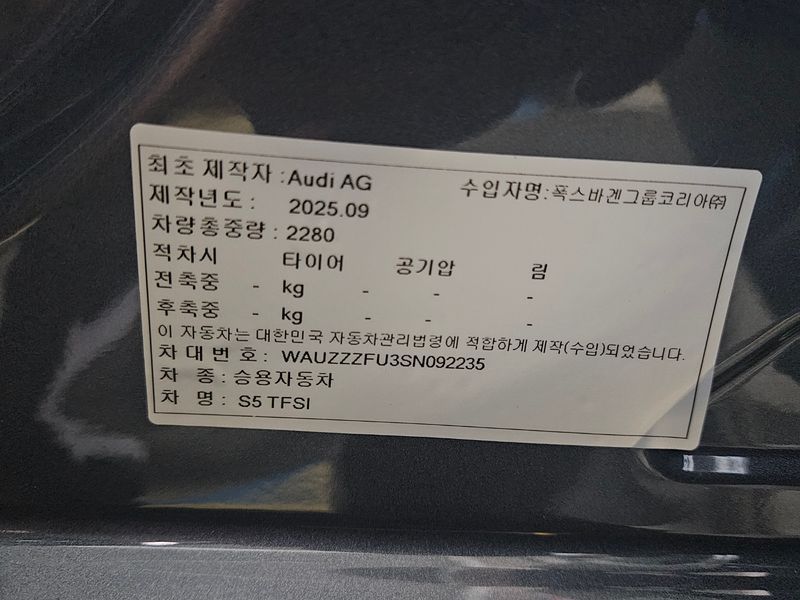 최초 제작자 : Audi AG 수입자명 : 폭스바겐그룹코리아㈜
제작년도 : 2025.09
차량총중량 : 2280
적차시 타이어 공기압 림
전축중 - kg - - -
후축중 - kg - - -
이 자동차는 대한민국 자동차관리법령에 적합하게 제작(수입)되었습니다.
차 대 번 호 : WAUZZZFU3SN092235
차 종 : 승용자동차
차 명 : S5 TFSI